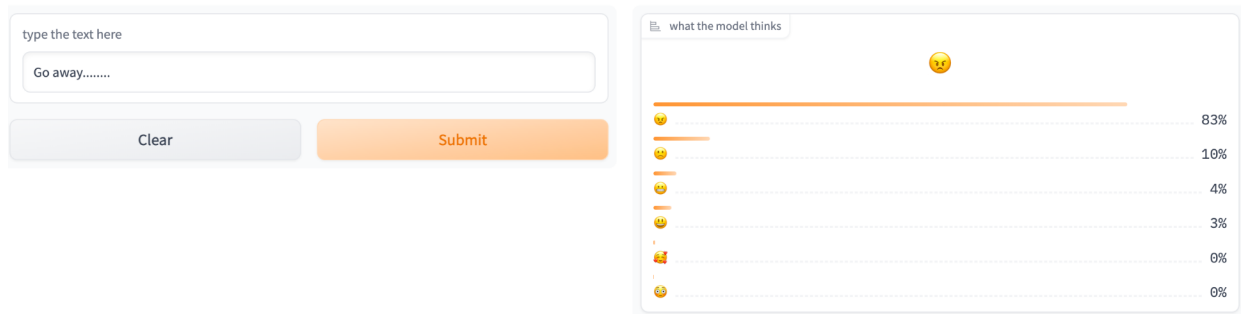 type the text here
Go away........
Clear
Submit
what the model thinks
😠
😠 83%
🙁 10%
😬 4%
😃 3%
🥰 0%
😳 0%